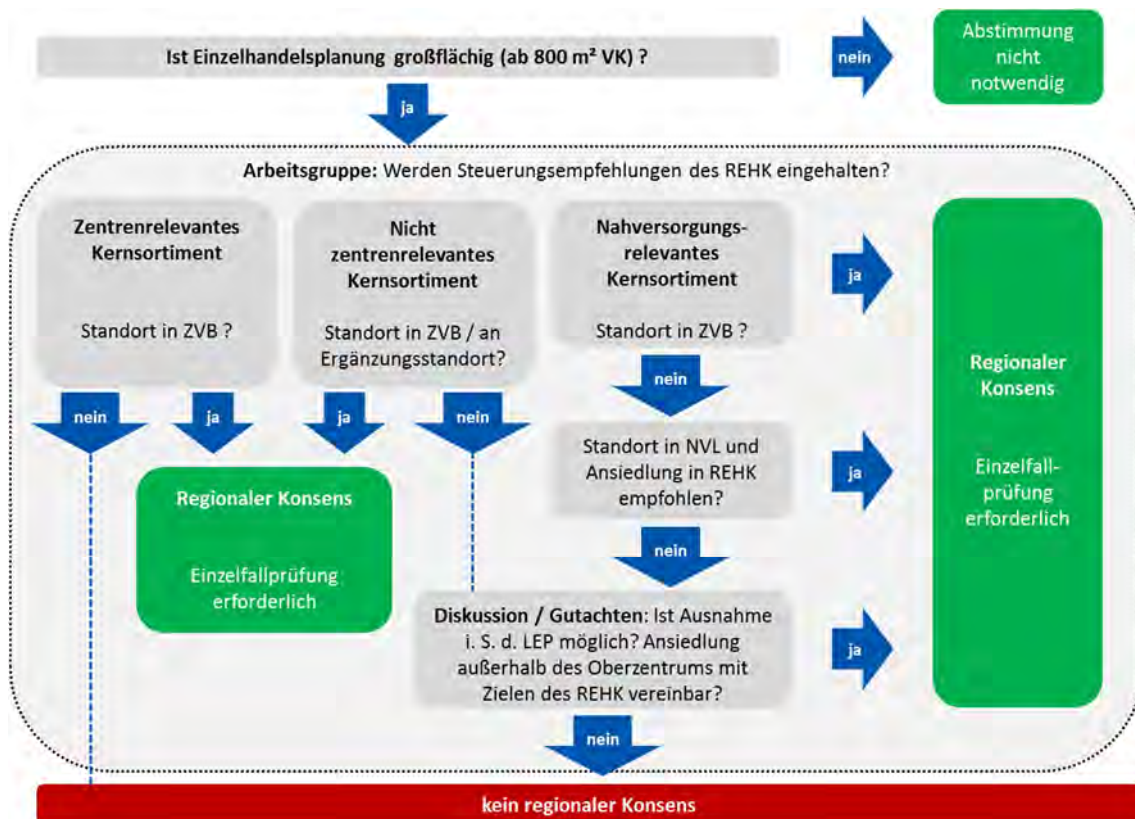 Ist Einzelhandelsplanung großflächig (ab 800 m² VK) ?
nein
Abstimmung
nicht
notwendig
ja
Arbeitsgruppe: Werden Steuerungsempfehlungen des REHK eingehalten?
Zentrenrelevantes
Kernsortiment
Standort in ZVB ?
Nicht
zentrenrelevantes
Kernsortiment
Standort in ZVB / an
Ergänzungsstandort?
Nahversorgungs-
relevantes
Kernsortiment
Standort in ZVB ?
ja
nein
ja
ja
nein
nein
Regionaler Konsens
Einzelfallprüfung
erforderlich
Standort in NVL und
Ansiedlung in REHK
empfohlen?
ja
nein
Diskussion / Gutachten: Ist Ausnahme
i. S. d. LEP möglich? Ansiedlung
außerhalb des Oberzentrums mit
Zielen des REHK vereinbar?
ja
Regionaler
Konsens
Einzelfall-
prüfung
erforderlich
nein
kein regionaler Konsens